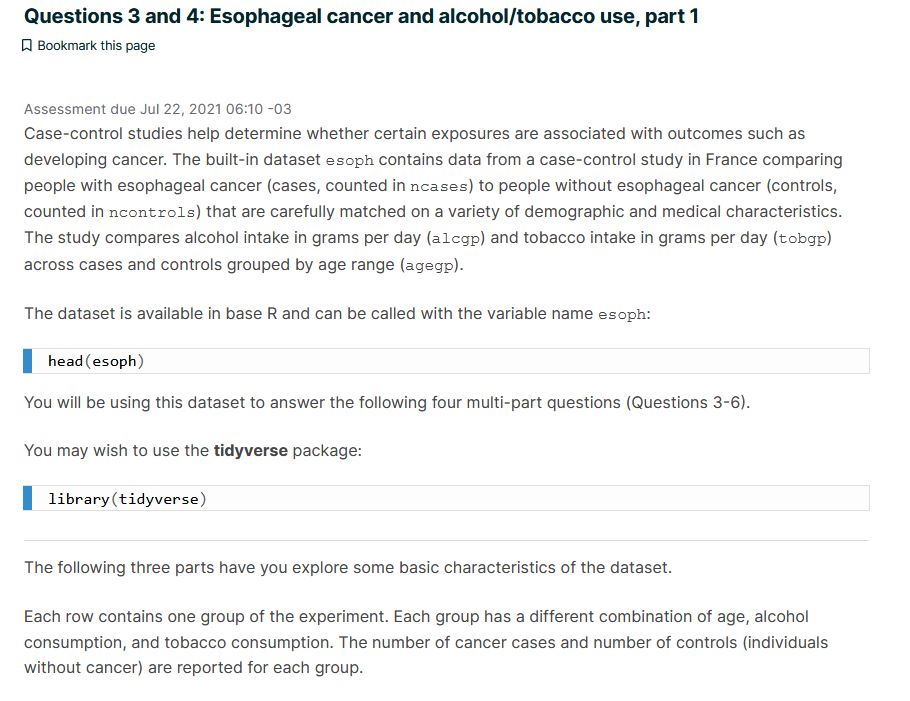 Questions 3 and 4: Esophageal cancer and alcohol/tobacco use, part 1
Bookmark this page
Assessment due Jul 22, 2021 06:10 -03
Case-control studies help determine whether certain exposures are associated with outcomes such as
developing cancer. The built-in dataset esoph contains data from a case-control study in France comparing
people with esophageal cancer (cases, counted in ncases) to people without esophageal cancer (controls,
counted in ncontrols) that are carefully matched on a variety of demographic and medical characteristics.
The study compares alcohol intake in grams per day (alcgp) and tobacco intake in grams per day (tobgp)
across cases and controls grouped by age range (agegp).
The dataset is available in base R and can be called with the variable name esoph:
head(esoph)
You will be using this dataset to answer the following four multi-part questions (Questions 3-6).
You may wish to use the tidyverse package:
library(tidyverse)
The following three parts have you explore some basic characteristics of the dataset.
Each row contains one group of the experiment. Each group has a different combination of age, alcohol
consumption, and tobacco consumption. The number of cancer cases and number of controls (individuals
without cancer) are reported for each group.